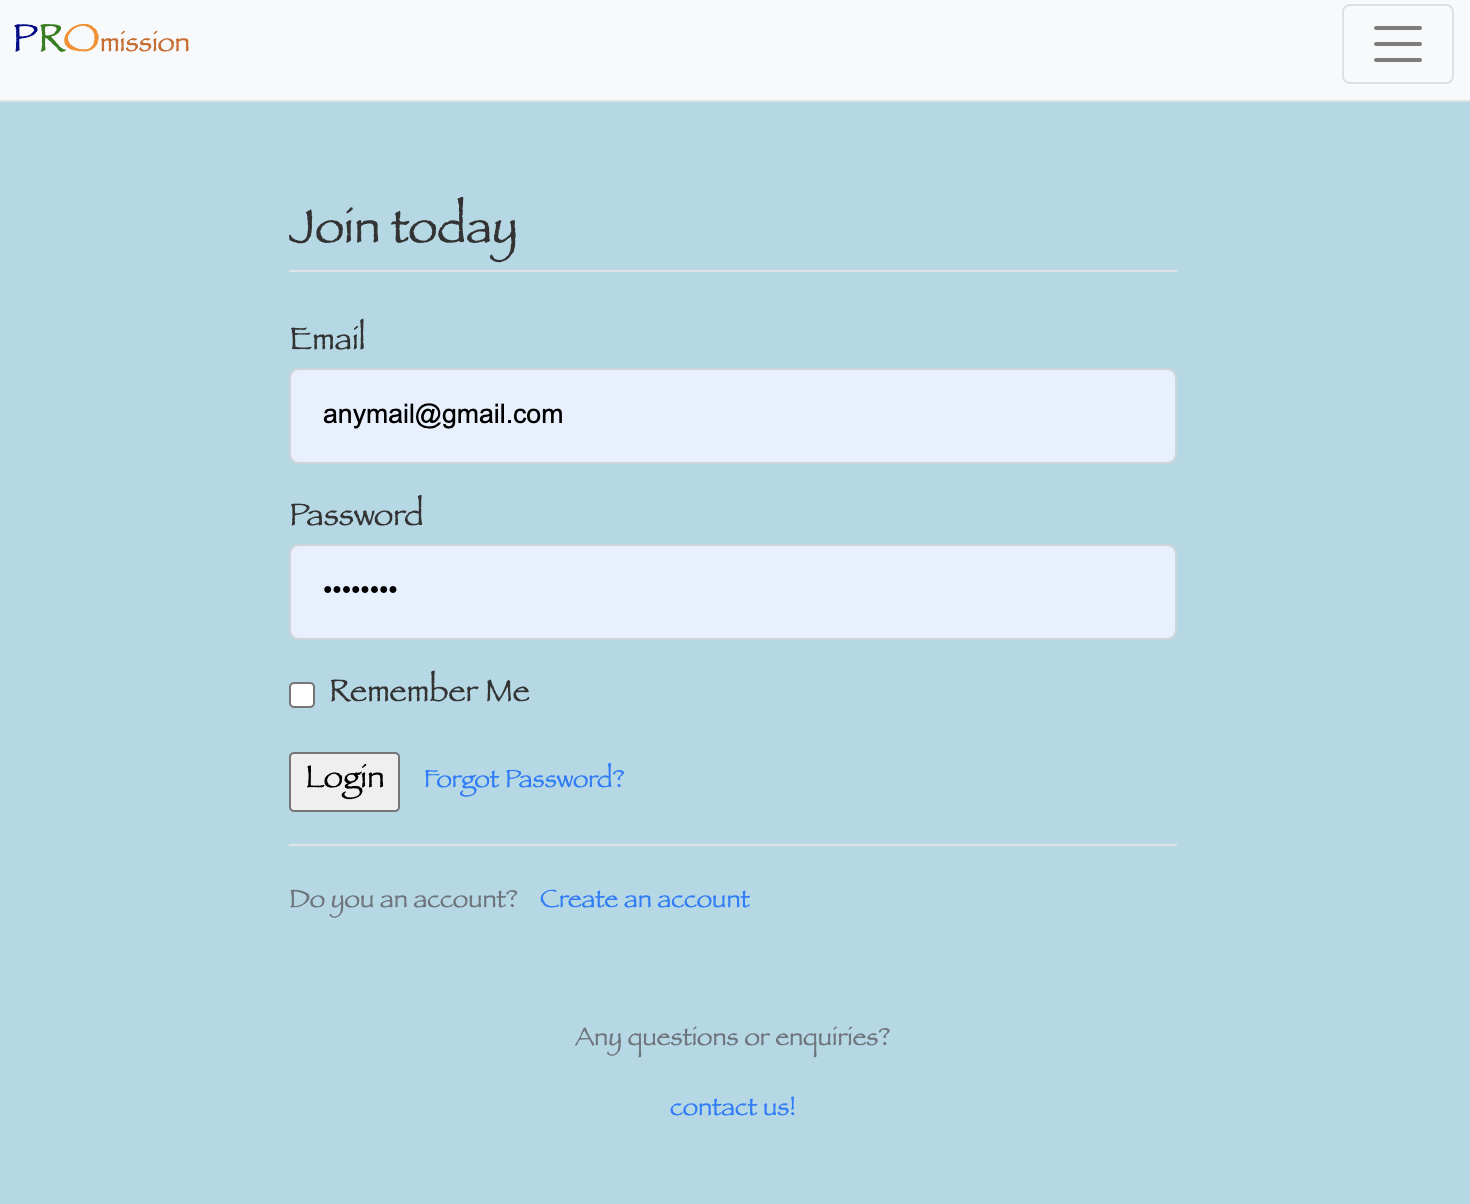 PROmission
Join today
Email
anymail@gmail.com
Password
••••••••
Remember Me
Login Forgot Password?
Do you an account? Create an account
Any questions or enquiries?
contact us!